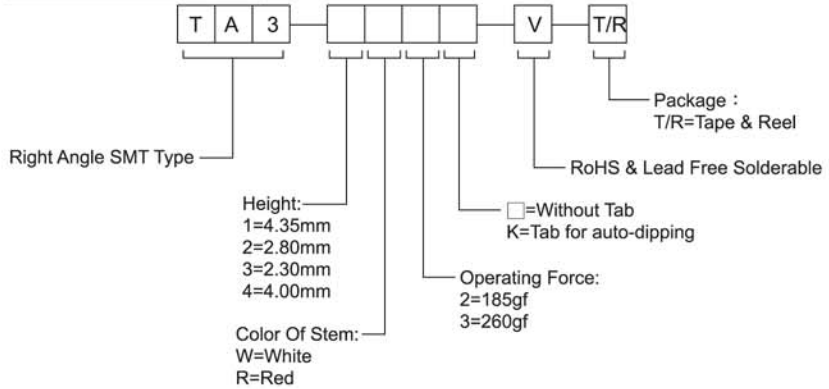 T A 3 V T/R
Package：
T/R=Tape & Reel
Right Angle SMT Type
RoHS & Lead Free Solderable
Height:
1=4.35mm
2=2.80mm
3=2.30mm
4=4.00mm
□=Without Tab
K=Tab for auto-dipping
Operating Force:
2=185gf
3=260gf
Color Of Stem:
W=White
R=Red